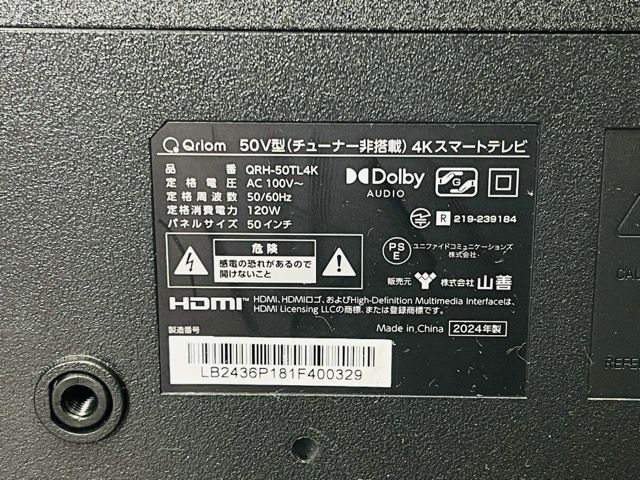 Qriom 50V型(チューナー非搭載)4Kスマートテレビ
品 番 QRH-50TL4K
定格電圧 AC 100V~
定格周波数 50/60Hz
定格消費電力 120W
パネルサイズ 50インチ
Dolby
AUDIO
G
R 219-239184
危険
感電の恐れがあるので
開けないこと
PS
E
ユニファイドコミュニケーションズ
株式会社
販売元 株式会社 山善
HDMI™ HDMI、HDMIロゴ、およびHigh-Definition Multimedia Interfaceは、
HDMI Licensing LLCの商標、または登録商標です。
Made in China 2024年製
製造番号
LB2436P181F400329
CA
REFE